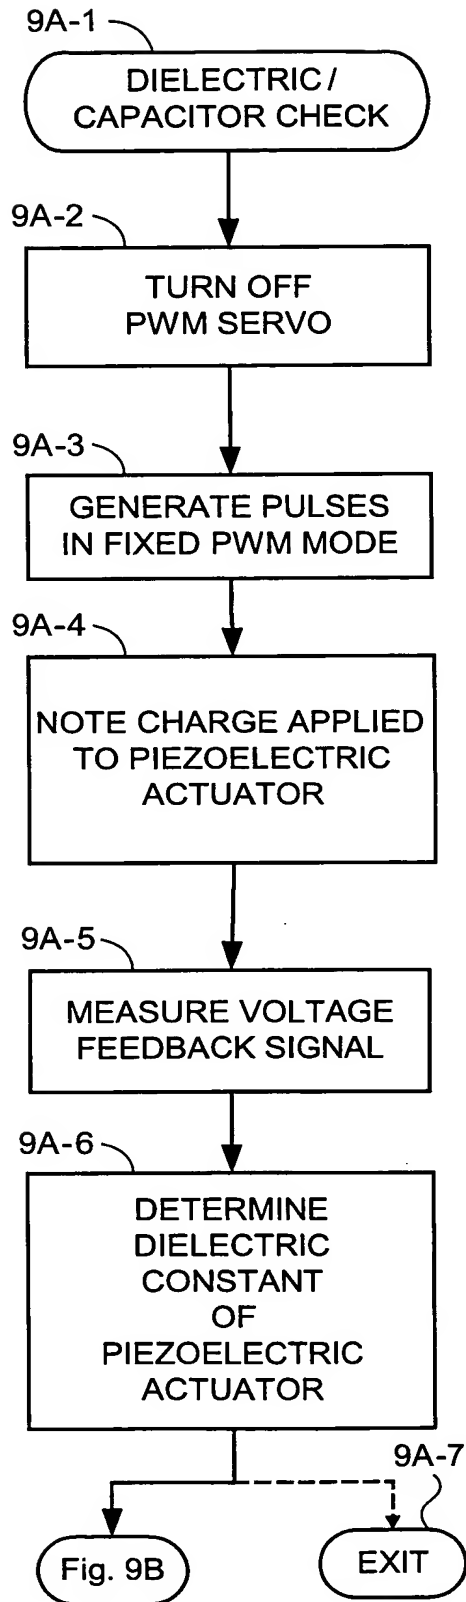 9A-1
DIELECTRIC /
CAPACITOR CHECK
9A-2
TURN OFF
PWM SERVO
9A-3
GENERATE PULSES
IN FIXED PWM MODE
9A-4
NOTE CHARGE APPLIED
TO PIEZOELECTRIC
ACTUATOR
9A-5
MEASURE VOLTAGE
FEEDBACK SIGNAL
9A-6
DETERMINE
DIELECTRIC
CONSTANT
OF
PIEZOELECTRIC
ACTUATOR
9A-7
Fig. 9B
EXIT